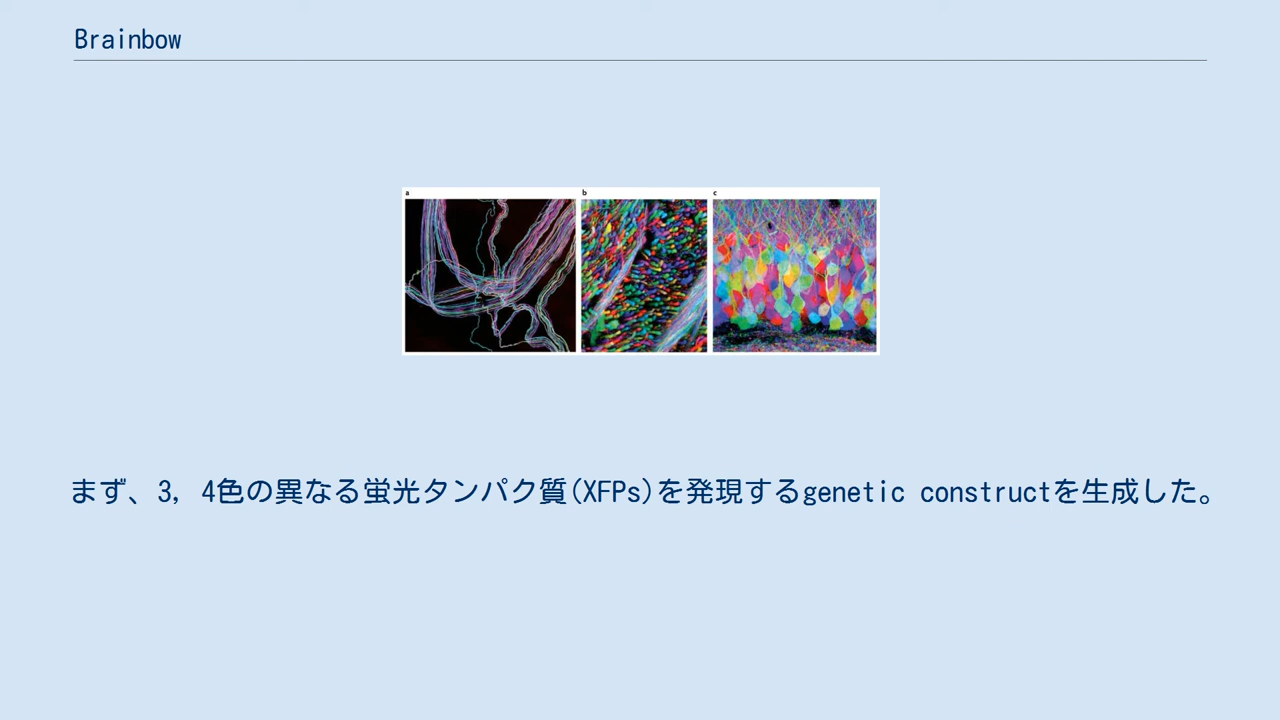 Brainbow
a b c
まず、3, 4色の異なる蛍光タンパク質(XFPs)を発現するgenetic constructを生成した。